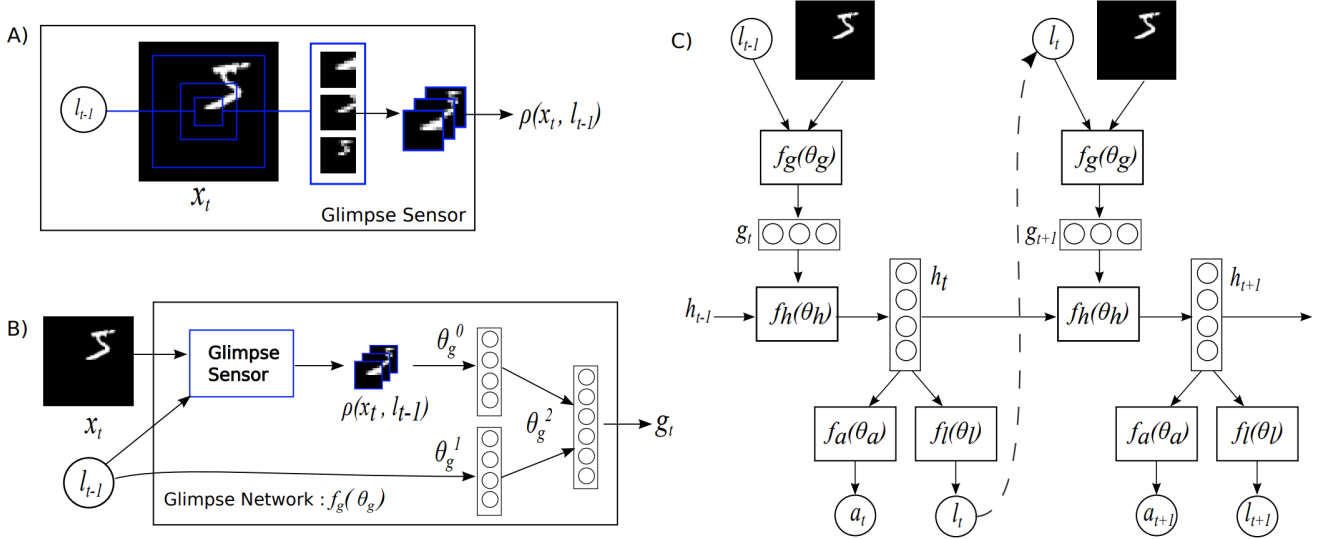 A)
l_{t-1}
x_t
ρ(x_t, l_{t-1})
Glimpse Sensor
B)
x_t
l_{t-1}
Glimpse
Sensor
ρ(x_t, l_{t-1})
θ_g^0
θ_g^1
θ_g^2
g_t
Glimpse Network : f_g(θ_g)
C)
l_{t-1}
f_g(θ_g)
g_t
h_{t-1}
f_h(θ_h)
h_t
f_a(θ_a)
f_l(θ_l)
a_t
l_t
l_t
f_g(θ_g)
g_{t+1}
f_h(θ_h)
h_{t+1}
f_a(θ_a)
f_l(θ_l)
a_{t+1}
l_{t+1}